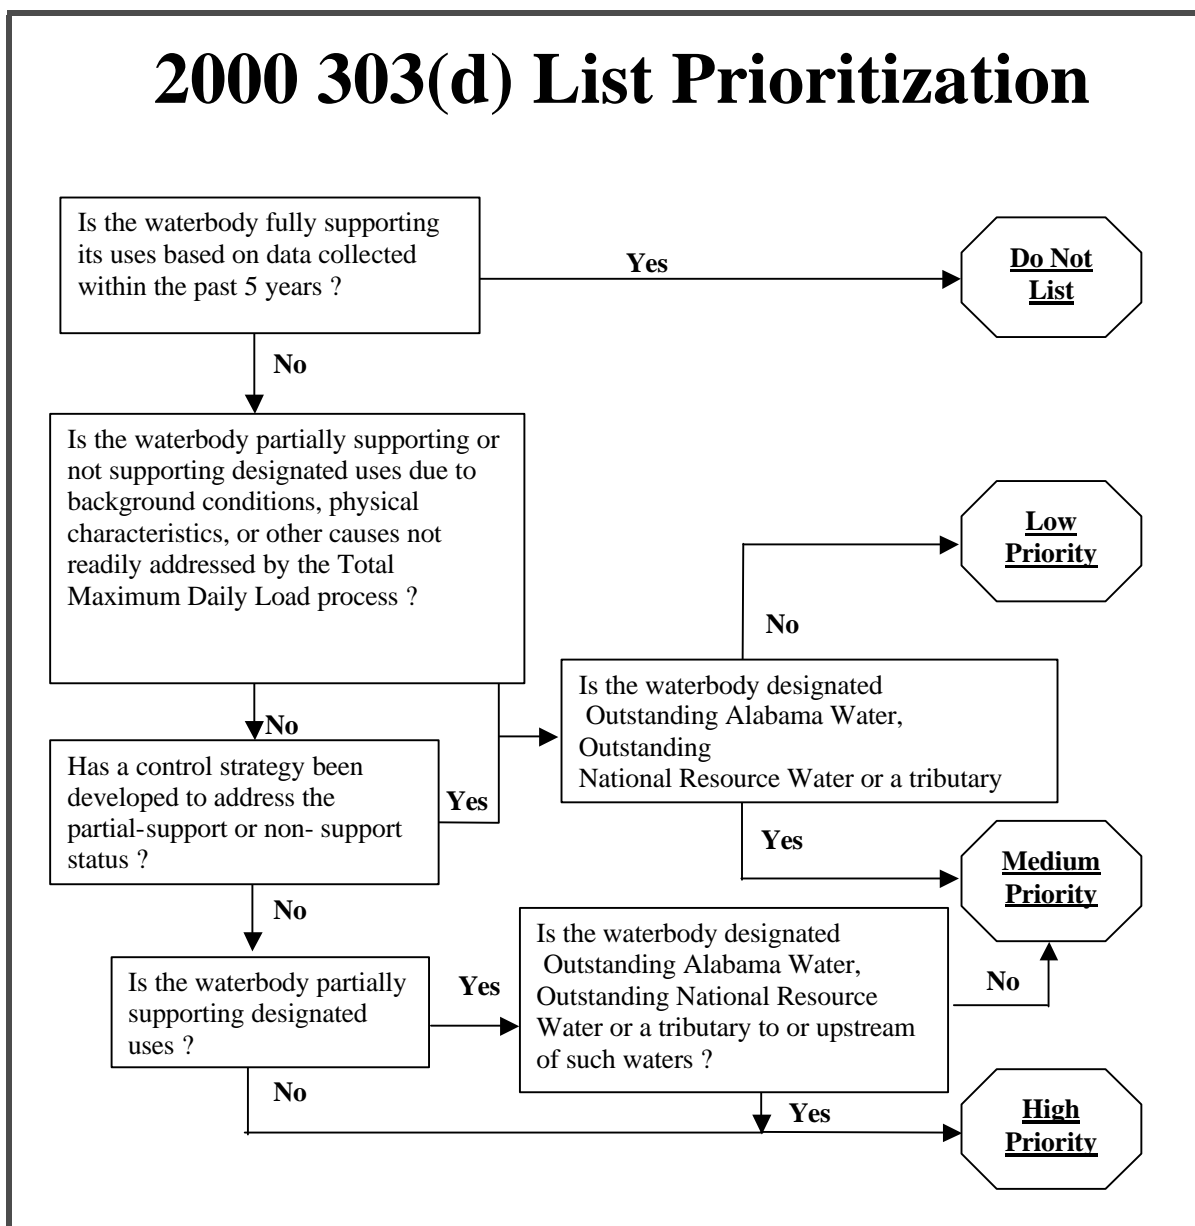 2000 303(d) List Prioritization
Is the waterbody fully supporting
its uses based on data collected
within the past 5 years ?
Yes
Do Not
List
No
Is the waterbody partially supporting or
not supporting designated uses due to
background conditions, physical
characteristics, or other causes not
readily addressed by the Total
Maximum Daily Load process ?
Low
Priority
No
Is the waterbody designated
Outstanding Alabama Water,
Outstanding
National Resource Water or a tributary
No
Has a control strategy been
developed to address the
partial-support or non- support
status ?
Yes
Yes
Medium
Priority
No
Is the waterbody designated
Outstanding Alabama Water,
Outstanding National Resource
Water or a tributary to or upstream
of such waters ?
No
Is the waterbody partially
supporting designated
uses ?
Yes
No
Yes
High
Priority